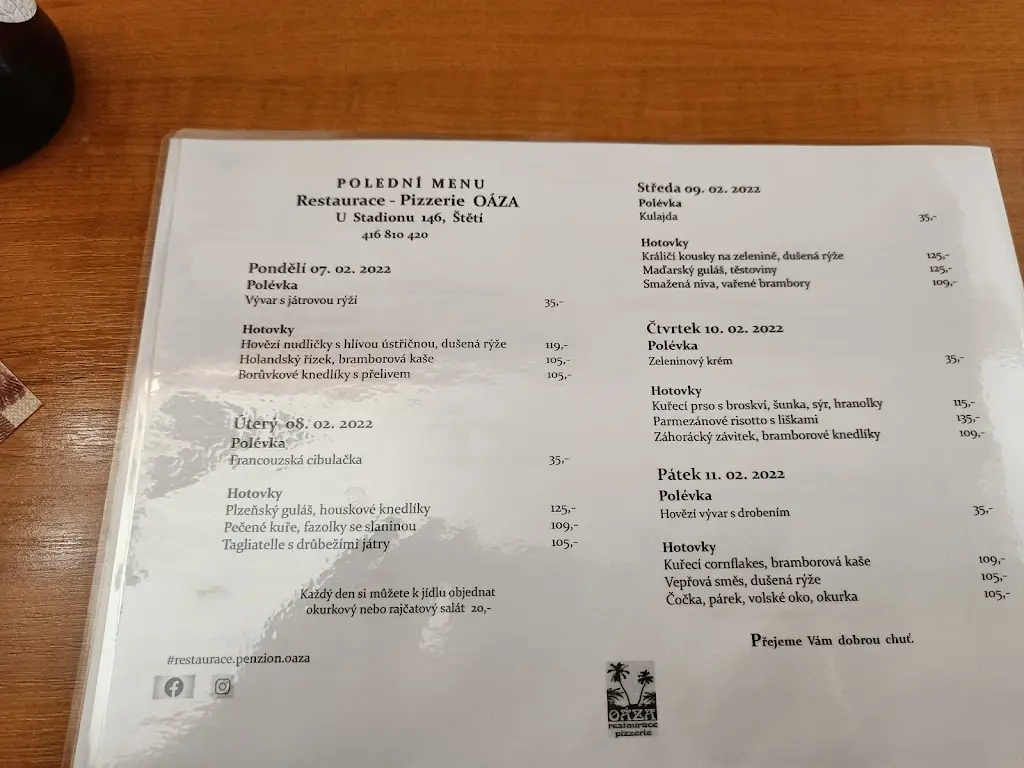 POLEDNÍ MENU
Restaurace - Pizzerie OÁZA
U Stadionu 146, Štětí
416 810 420
Pondělí 07. 02. 2022
Polévka
Vývar s játrovou rýží 35,-
Hotovky
Hovězí nudličky s hlívou ústřičnou, dušená rýže 119,-
Holandský řízek, bramborová kaše 105,-
Borůvkové knedlíky s přelivem 105,-
Úterý 08. 02. 2022
Polévka
Francouzská cibulačka 35,-
Hotovky
Plzeňský guláš, houskové knedlíky 125,-
Pečené kuře, fazolky se slaninou 109,-
Tagliatelle s drůbežími játry 105,-
Každý den si můžete k jídlu objednat
okurkový nebo rajčatový salát 20,-
#restaurace.penzion.oaza
Středa 09. 02. 2022
Polévka
Kulajda 35,-
Hotovky
Králičí kousky na zelenině, dušená rýže 125,-
Maďarský guláš, těstoviny 125,-
Smažená niva, vařené brambory 109,-
Čtvrtek 10. 02. 2022
Polévka
Zeleninový krém 35,-
Hotovky
Kuřecí prso s broskví, šunka, sýr, hranolky 115,-
Parmezánové risotto s liškami 135,-
Záhorácký závitek, bramborové knedlíky 109,-
Pátek 11. 02. 2022
Polévka
Hovězí vývar s drobením 35,-
Hotovky
Kuřecí cornflakes, bramborová kaše 109,-
Vepřová směs, dušená rýže 105,-
Čočka, párek, volské oko, okurka 105,-
Přejeme Vám dobrou chuť.
OÁZA
restaurace
pizzerie